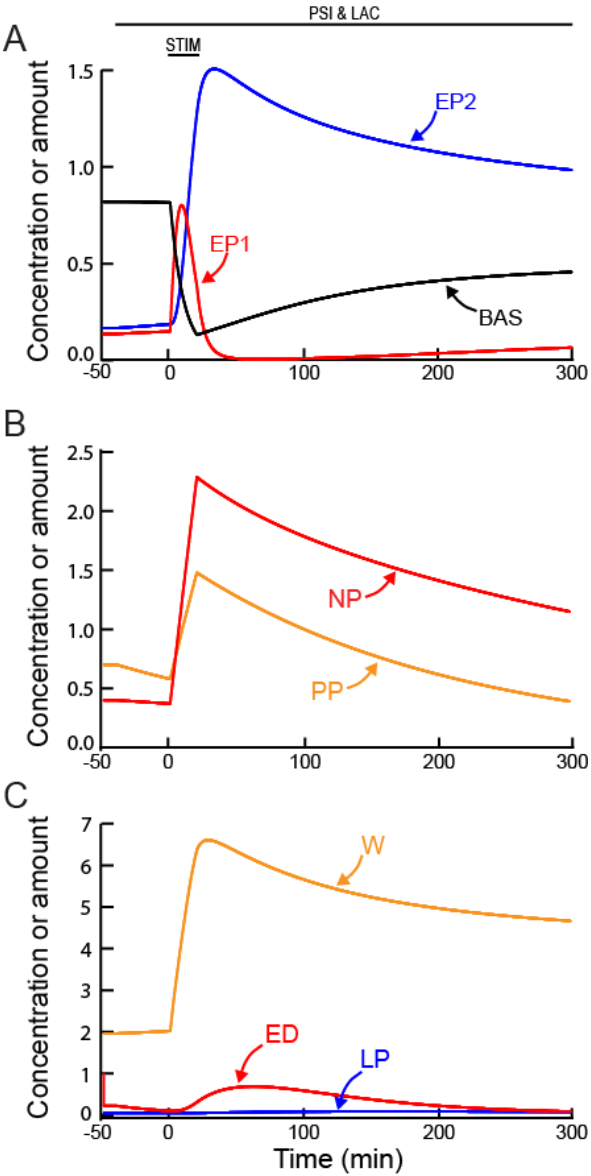 PSI & LAC
A
STIM
Concentration or amount
1.5
1.0
0.5
0.0
EP2
EP1
BAS
-50
0
100
200
300
B
Concentration or amount
2.5
2.0
1.5
1.0
0.5
0.0
NP
PP
-50
0
100
200
300
C
Concentration or amount
7
6
5
4
3
2
1
0
W
ED
LP
-50
0
100
200
300
Time (min)